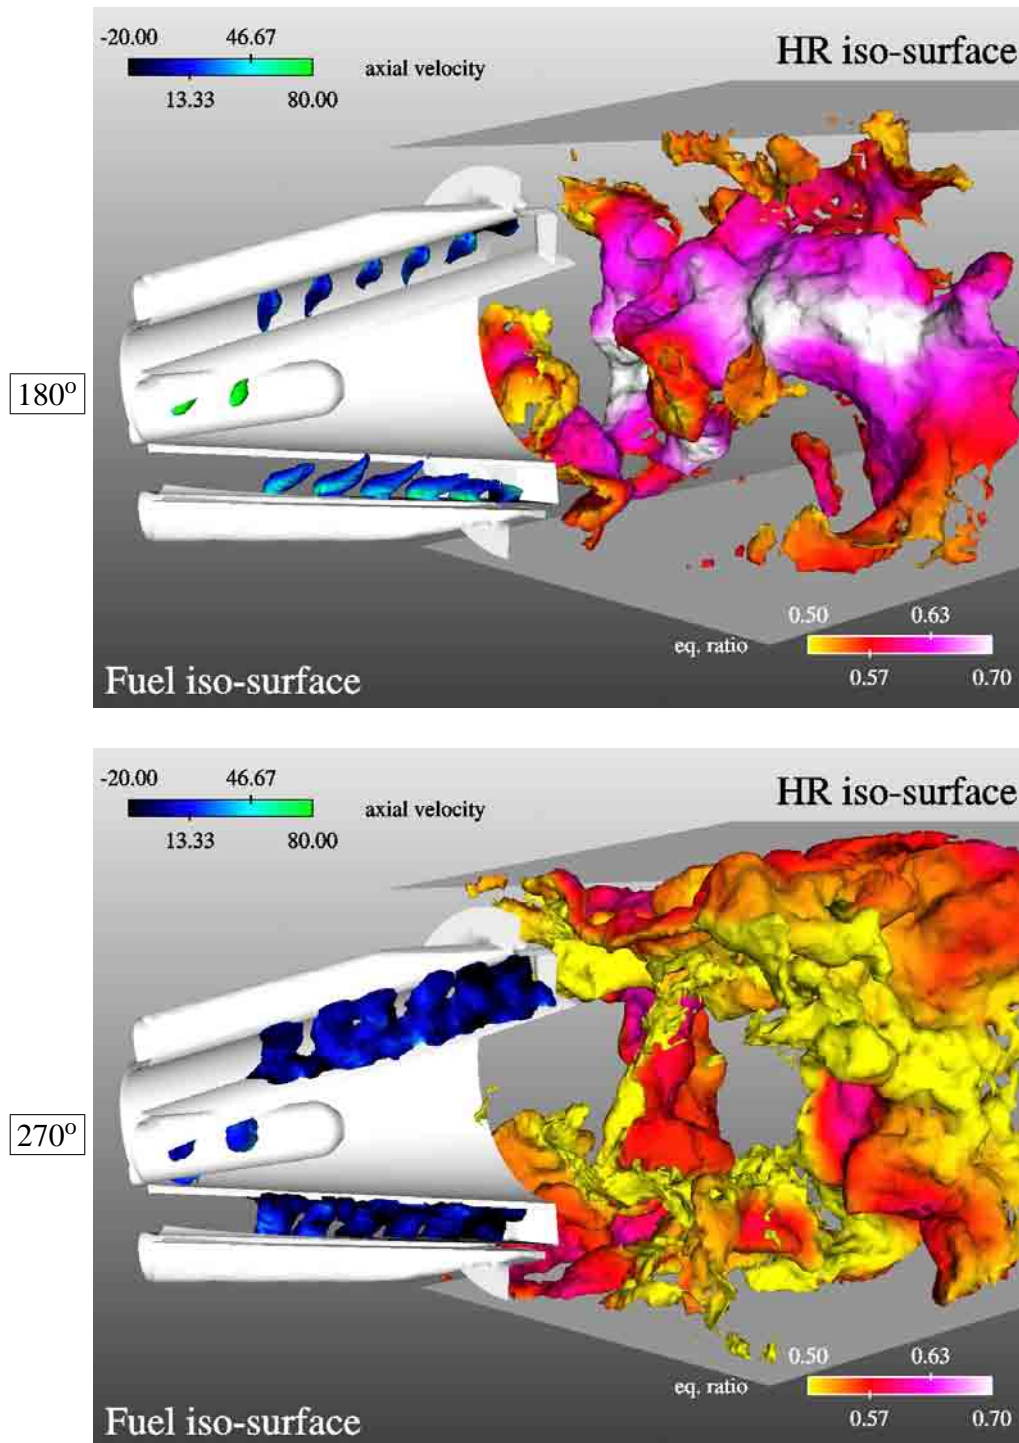 -20.00 46.67
axial velocity
13.33 80.00
HR iso-surface
180º
0.50 0.63
eq. ratio
0.57 0.70
Fuel iso-surface
-20.00 46.67
axial velocity
13.33 80.00
HR iso-surface
270º
0.50 0.63
eq. ratio
0.57 0.70
Fuel iso-surface